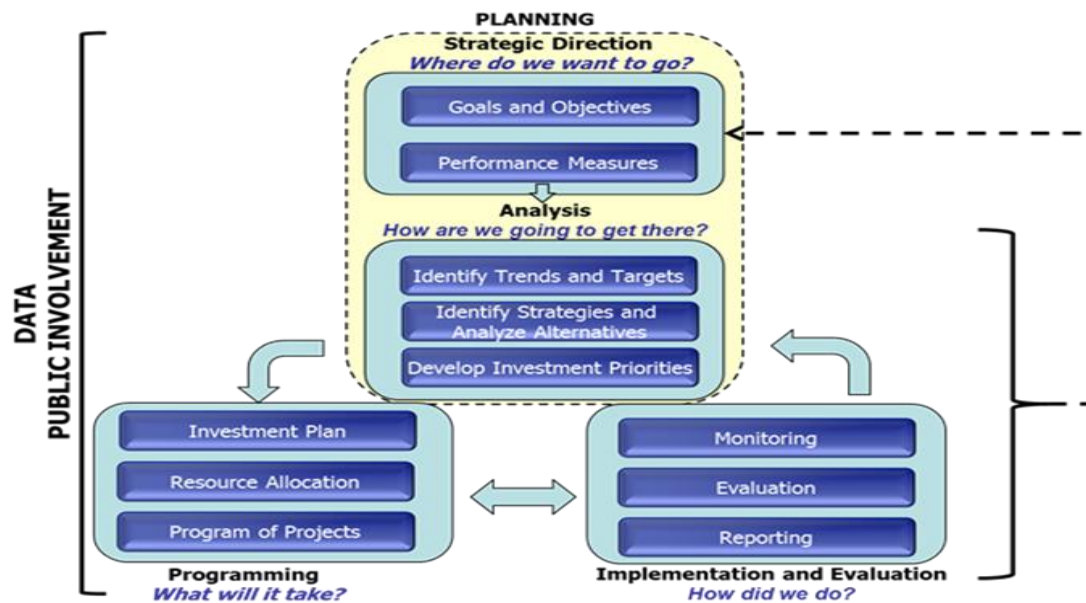 PLANNING
Strategic Direction
Where do we want to go?
Goals and Objectives
Performance Measures
Analysis
How are we going to get there?
Identify Trends and Targets
Identify Strategies and
Analyze Alternatives
Develop Investment Priorities
DATA
PUBLIC INVOLVEMENT
Investment Plan
Resource Allocation
Program of Projects
Programming
What will it take?
Monitoring
Evaluation
Reporting
Implementation and Evaluation
How did we do?